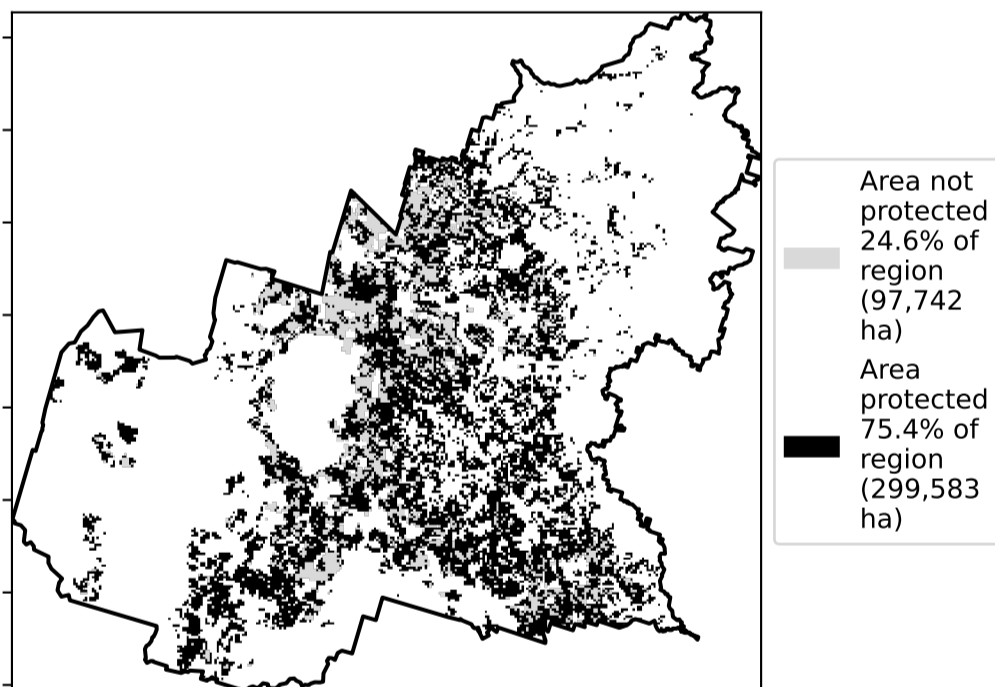 Area not
protected
24.6% of
region
(97,742
ha)
Area
protected
75.4% of
region
(299,583
ha)